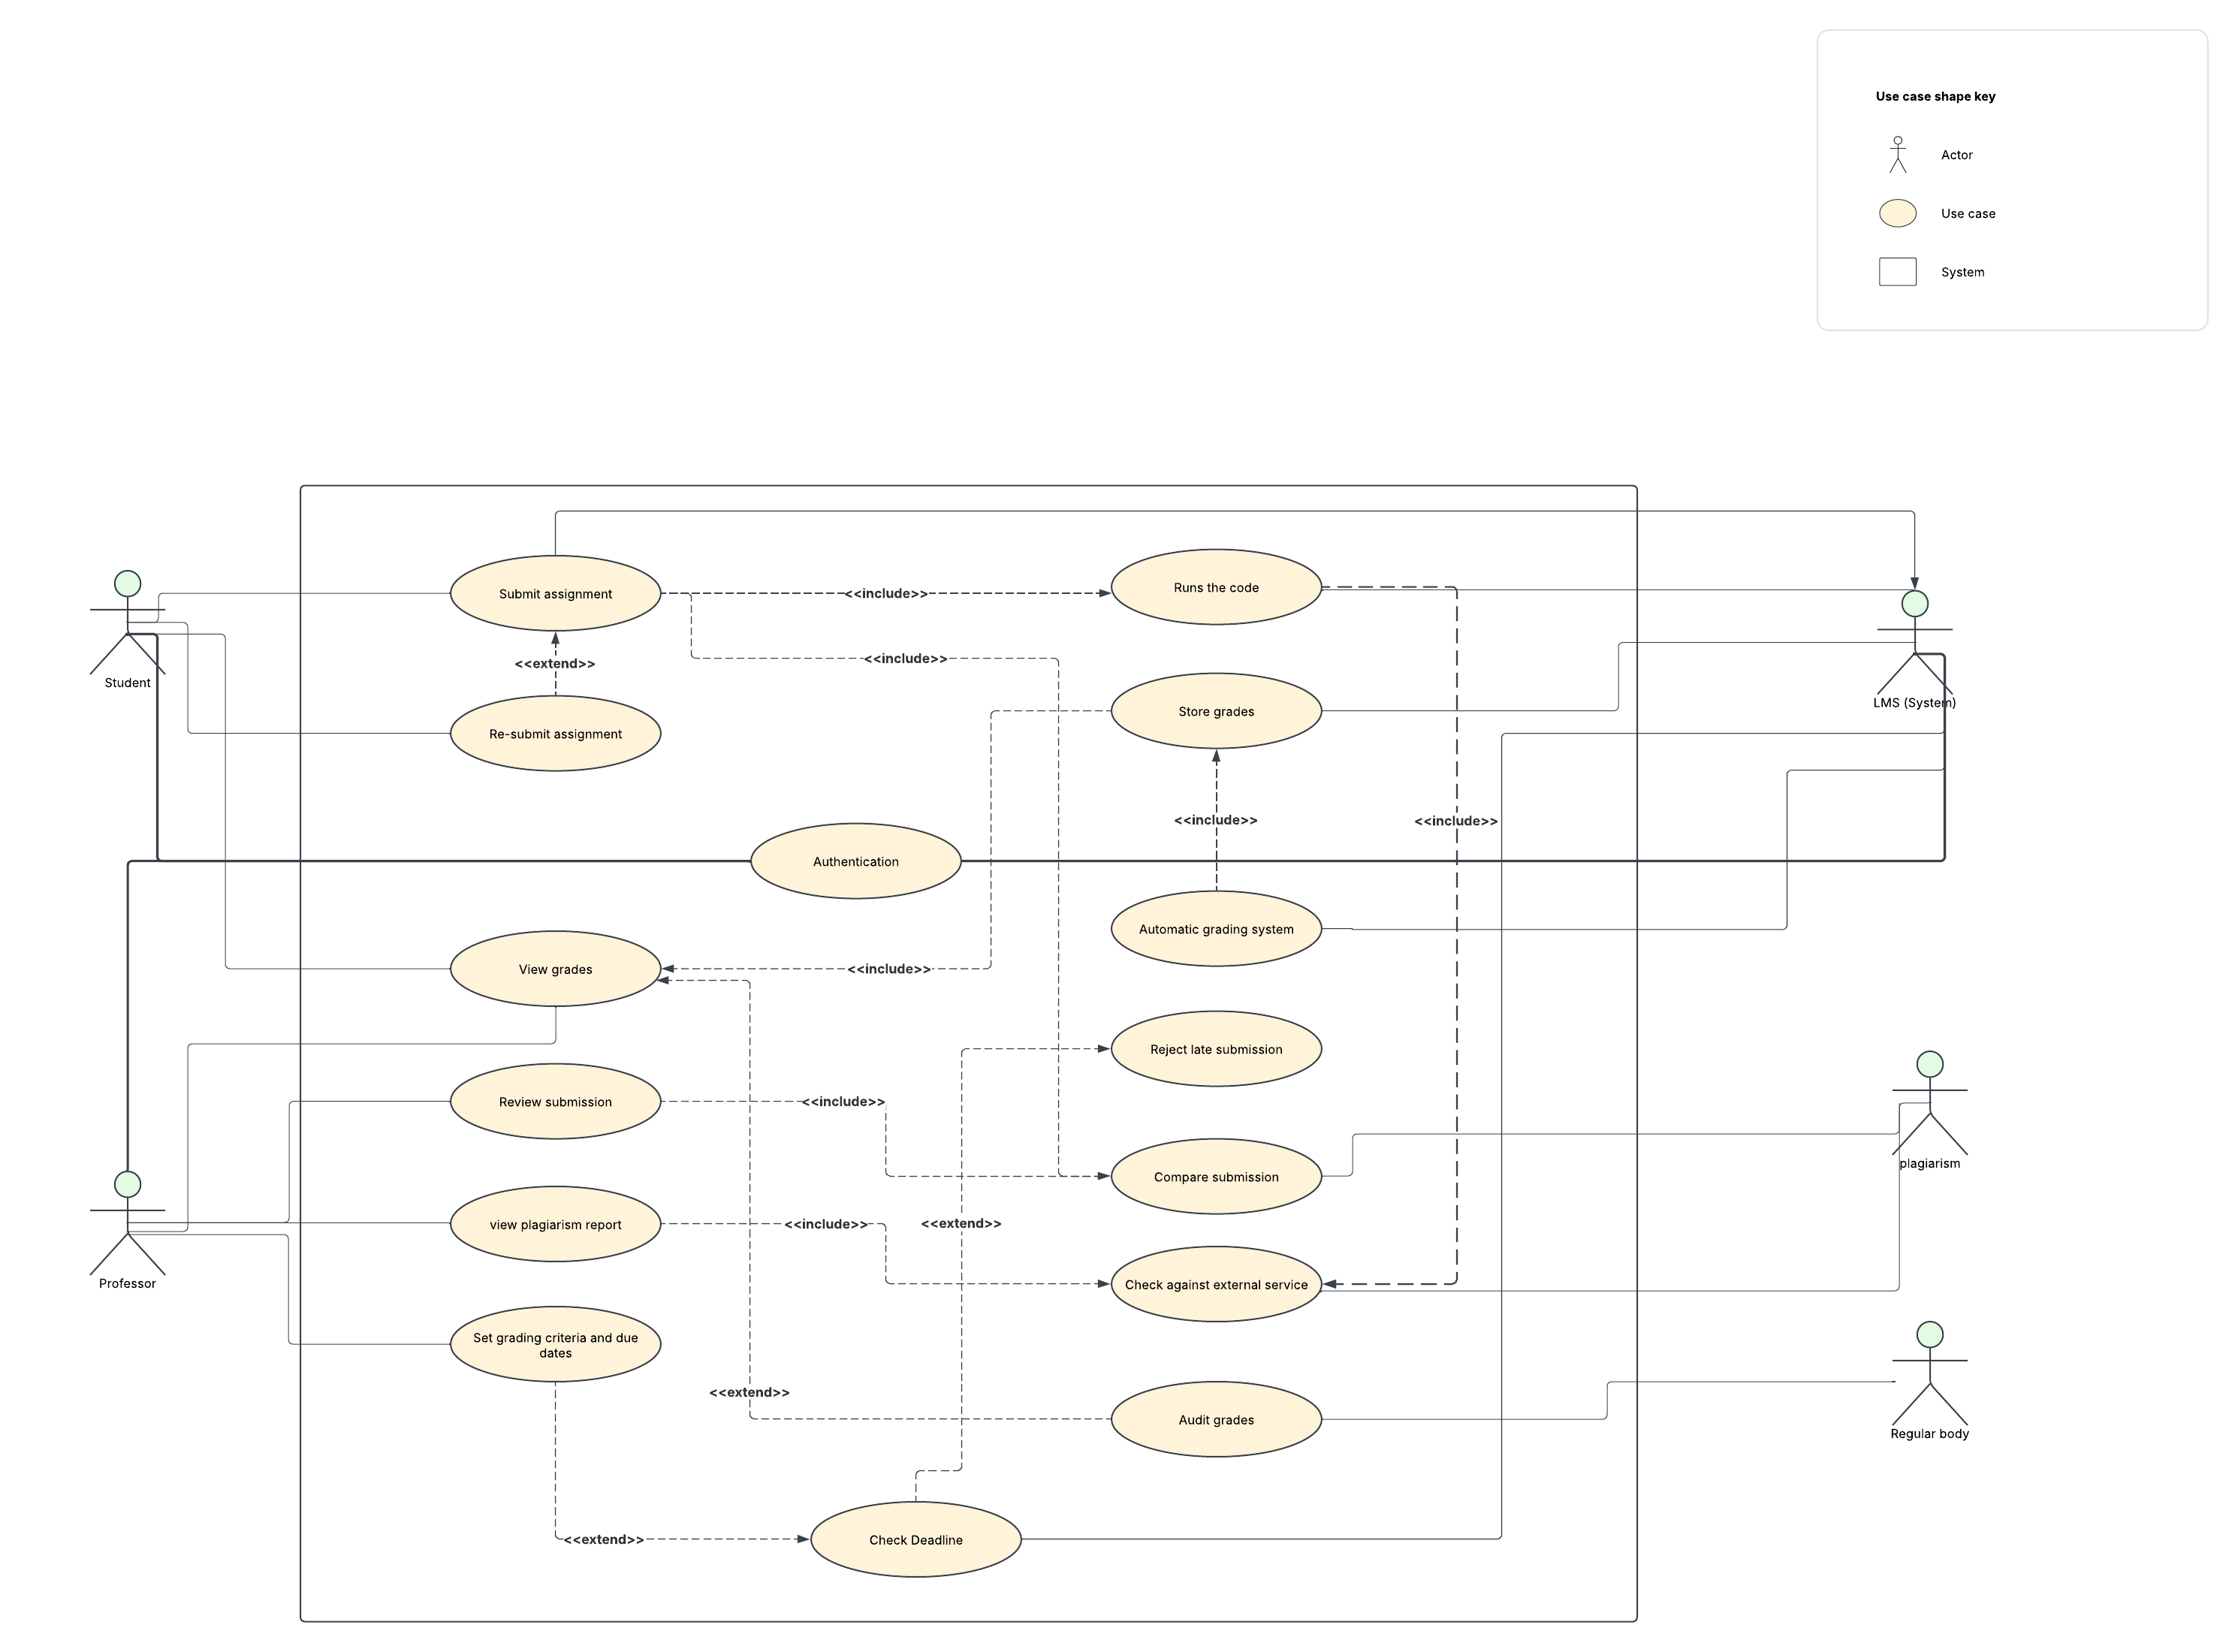 Use case shape key
Actor
Use case
System
Submit assignment
<<include>>
Runs the code
<<extend>>
<<include>>
Student
LMS (System)
Store grades
Re-submit assignment
<<include>>
<<include>>
Authentication
Automatic grading system
View grades
<<include>>
Reject late submission
Review submission
<<include>>
plagiarism
Compare submission
view plagiarism report
<<include>>
<<extend>>
Professor
Check against external service
Set grading criteria and due
dates
<<extend>>
Audit grades
Regular body
<<extend>>
Check Deadline